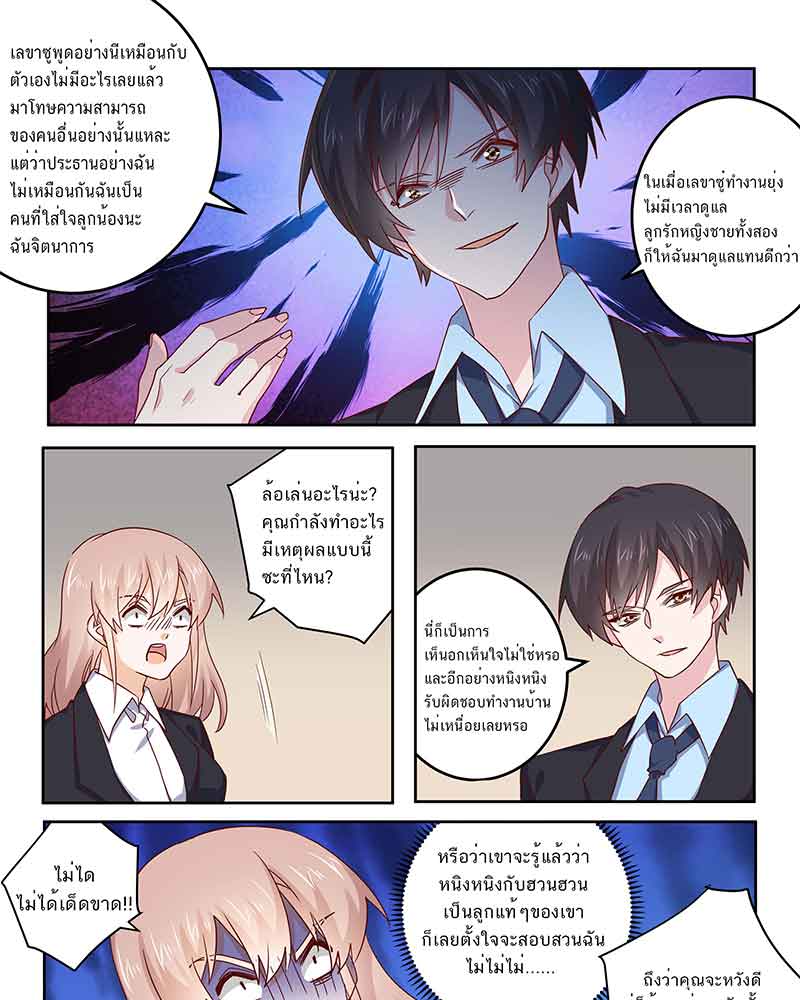 เลขาซูพูดอย่างนีเหมือนกับ
ตัวเองไม่มีอะไรเลยแล้ว
มาโทษความสามารถ
ของคนอื่นอย่างนั้นแหละ
แต่ว่าประธานอย่างฉัน
ไม่เหมือนกันฉันเป็น
คนที่ใส่ใจลูกน้องนะ
ฉันจิตนาการ
ในเมื่อเลขาซู่ทำงานยุ่ง
ไม่มีเวลาดูแล
ลูกรักหญิงชายทั้งสอง
ก็ให้ฉันมาดูแลแทนดีกว่า
ล้อเล่นอะไรน่ะ?
คุณกำลังทำอะไร
มีเหตุผลแบบนี้
ซะที่ไหน?
นี่ก็เป็นการ
เห็นอกเห็นใจไม่ใช่หรอ
และอีกอย่างหนิงหนิง
รับผิดชอบทำงานบ้าน
ไม่เหนื่อยเลยหรอ
ไม่ได
ไม่ได้เด็ดขาด!!
หรือว่าเขาจะรู้แล้วว่า
หนิงหนิงกับฮวนฮวน
เป็นลูกแท้ๆของเขา
ก็เลยตั้งใจจะสอบสวนฉัน
ไม่ไม่ไม่......
ถึงว่าคุณจะหวังดี